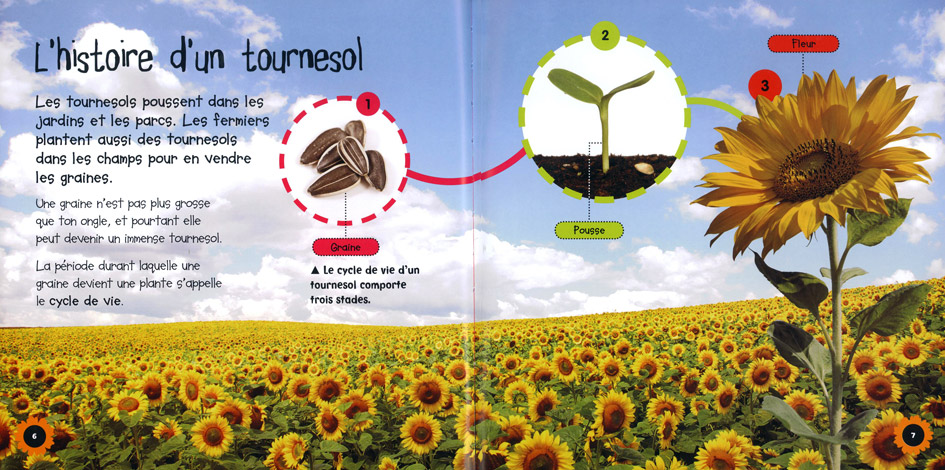 L'histoire d'un tournesol
Les tournesols poussent dans les
jardins et les parcs. Les fermiers
plantent aussi des tournesols
dans les champs pour en vendre
les graines.
Une graine n'est pas plus grosse
que ton ongle, et pourtant elle
peut devenir un immense tournesol.
La période durant laquelle une
graine devient une plante s'appelle
le cycle de vie.
1
Graine
▲ Le cycle de vie d'un
tournesol comporte
trois stades.
2
Pousse
Fleur
3
6
7